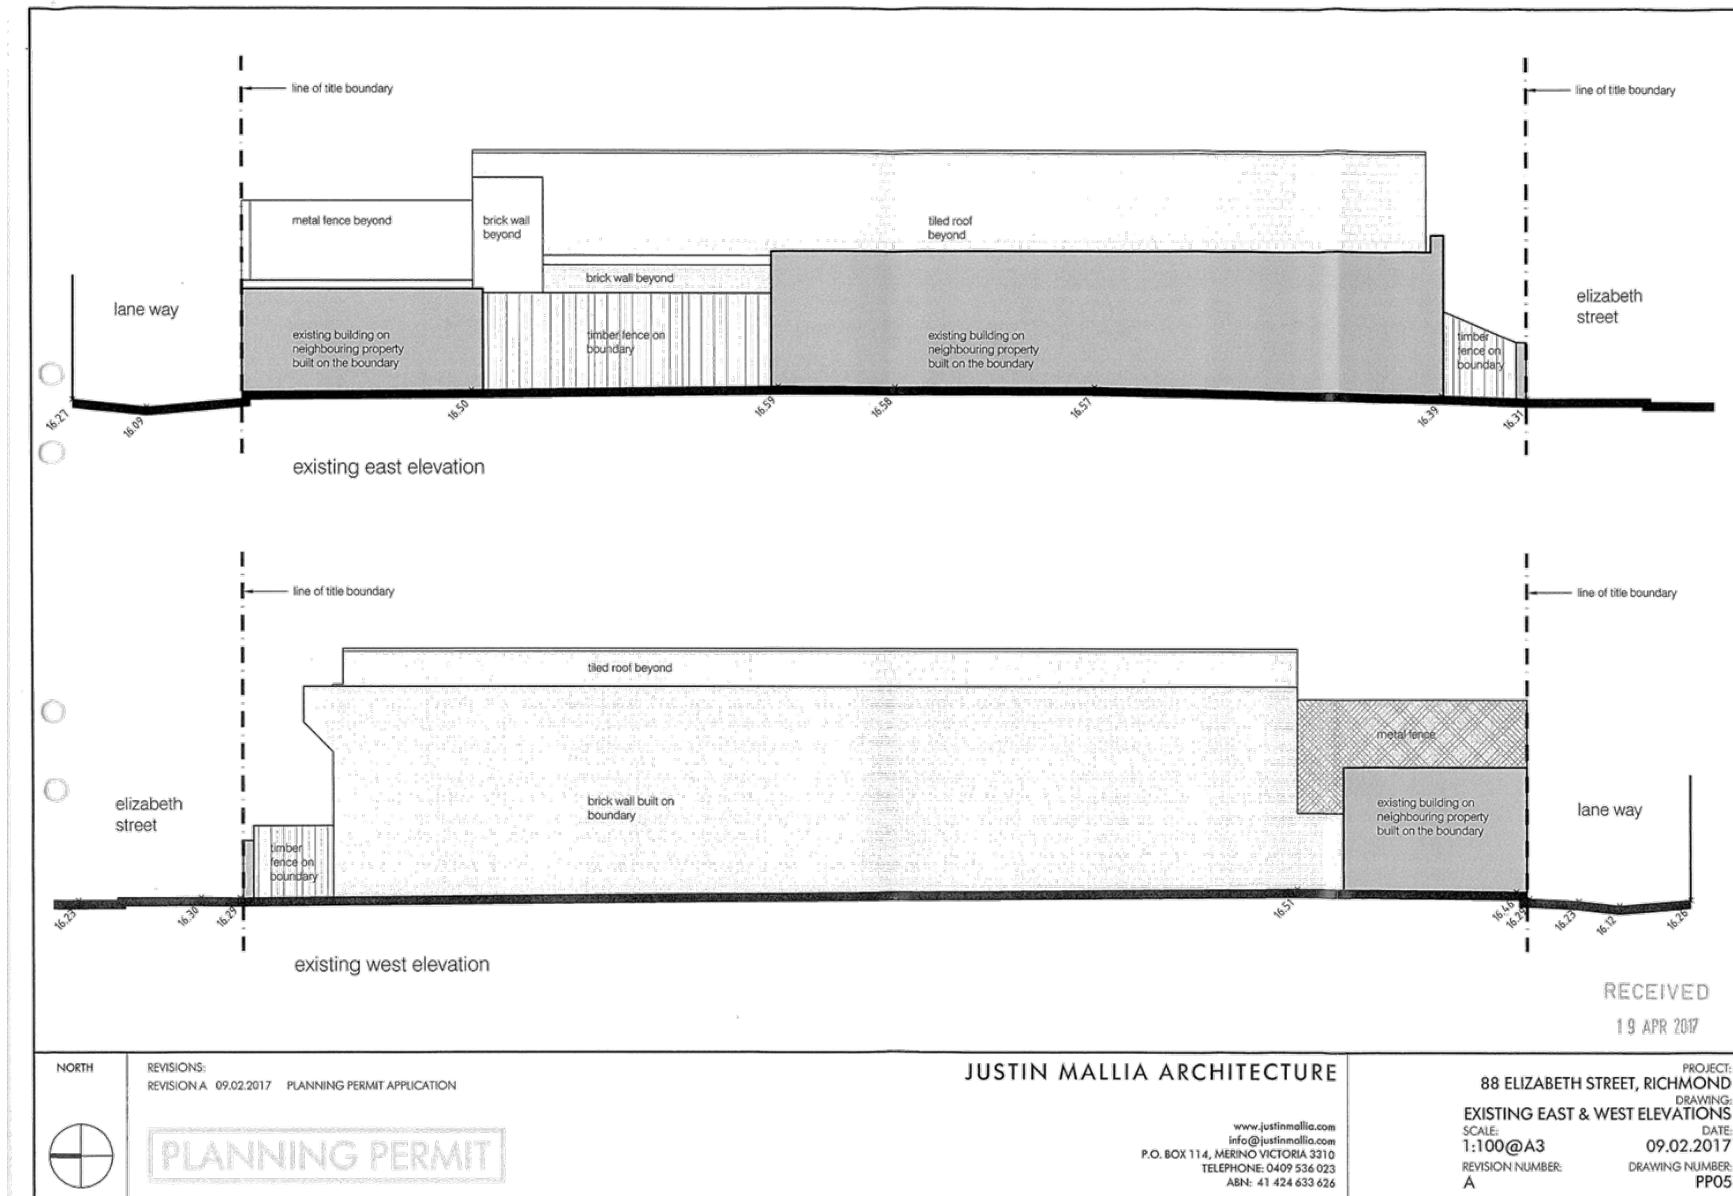 line of title boundary
line of title boundary
metal fence beyond
brick wall
beyond
tiled roof
beyond
brick wall beyond
lane way
elizabeth
street
existing building on
neighbouring property
built on the boundary
timber fence on
boundary
existing building on
neighbouring property
built on the boundary
timber
fence on
boundary
16.27
16.09
16.50
16.59
16.58
16.57
16.39
16.31
existing east elevation
line of title boundary
line of title boundary
tiled roof beyond
metal fence
elizabeth
street
brick wall built on
boundary
existing building on
neighbouring property
built on the boundary
lane way
timber
fence on
boundary
16.23
16.30
16.29
16.51
16.46
16.25
16.23
16.12
16.26
existing west elevation
RECEIVED
19 APR 2017
NORTH
REVISIONS:
REVISION A 09.02.2017 PLANNING PERMIT APPLICATION
PLANNING PERMIT
JUSTIN MALLIA ARCHITECTURE
www.justinmallia.com
info@justinmallia.com
P.O. BOX 114, MERINO VICTORIA 3310
TELEPHONE: 0409 536 023
ABN: 41 424 633 626
PROJECT:
88 ELIZABETH STREET, RICHMOND
DRAWING:
EXISTING EAST & WEST ELEVATIONS
SCALE: DATE:
1:100@A3 09.02.2017
REVISION NUMBER: DRAWING NUMBER:
A PP05